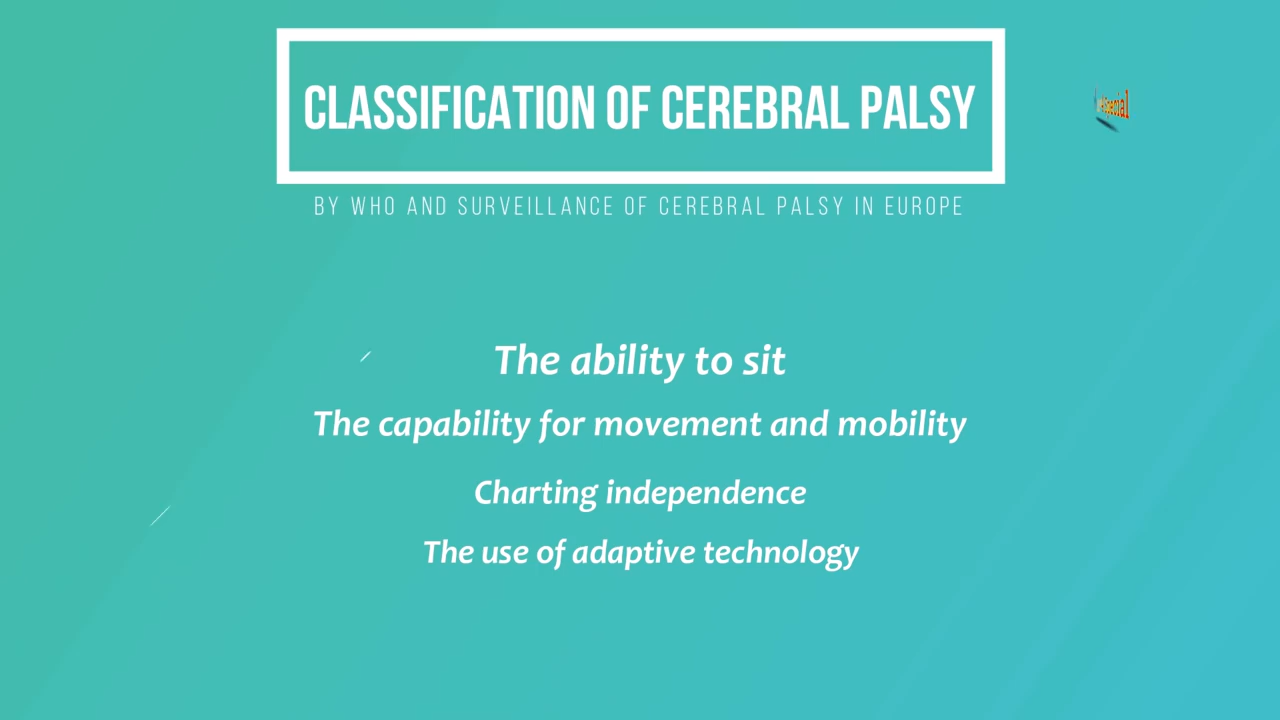 CLASSIFICATION OF CEREBRAL PALSY
BY WHO AND SURVEILLANCE OF CEREBRAL PALSY IN EUROPE
The ability to sit
The capability for movement and mobility
Charting independence
The use of adaptive technology